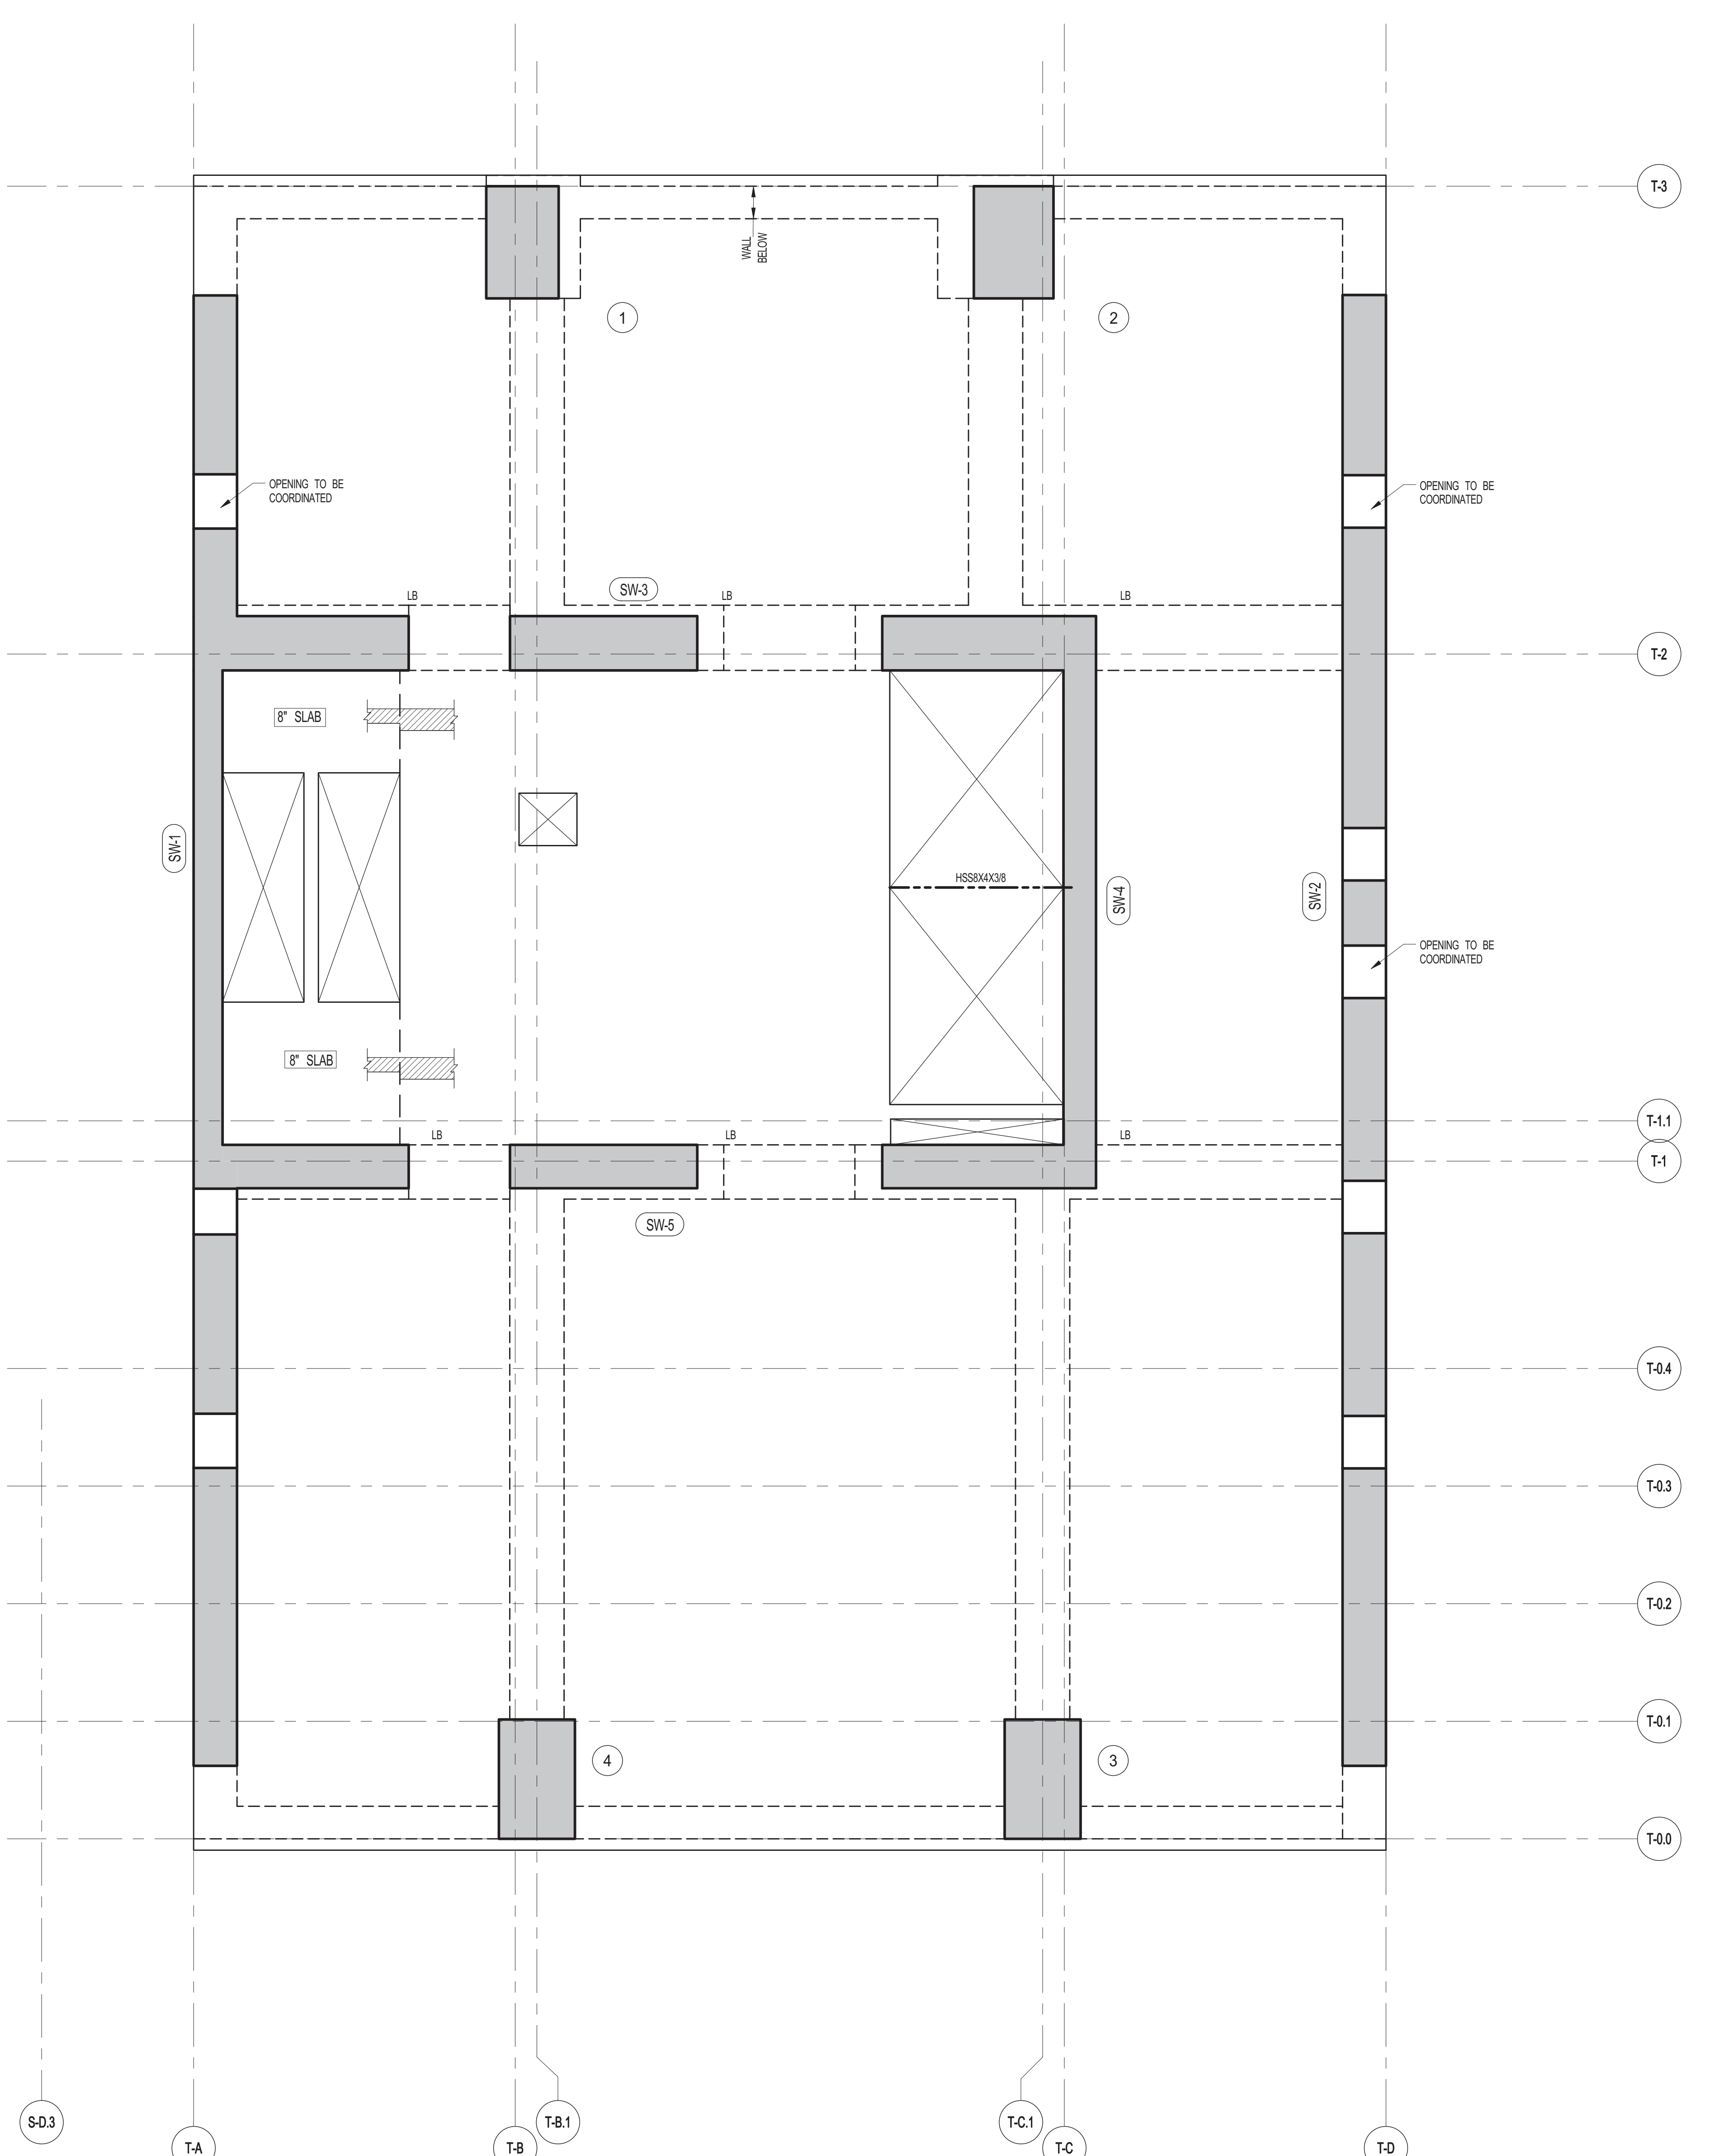 T-3
WALL
BELOW
1
2
OPENING TO BE
COORDINATED
OPENING TO BE
COORDINATED
SW-3
LB
LB
LB
T-2
8" SLAB
SW-1
HSS8X4X3/8
SW-4
SW-2
OPENING TO BE
COORDINATED
8" SLAB
T-1.1
LB
LB
LB
T-1
SW-5
T-0.4
T-0.3
T-0.2
T-0.1
4
3
T-0.0
S-D.3
T-B.1
T-C.1
T-A
T-B
T-C
T-D